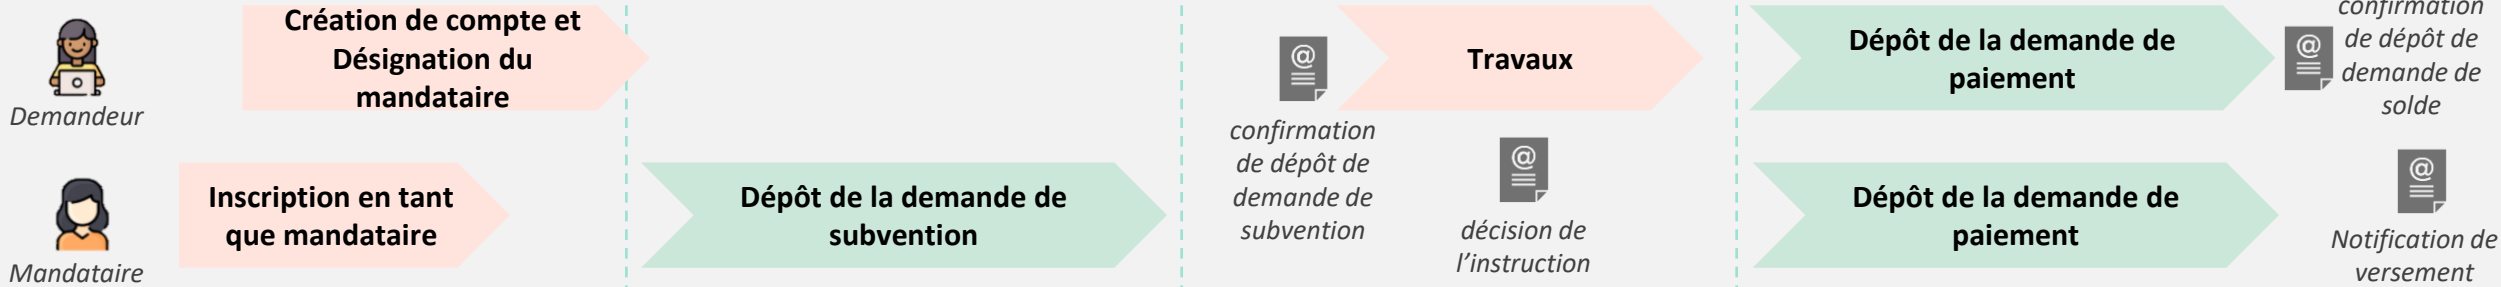 Demandeur
Création de compte et
Désignation du
mandataire
@
confirmation
de dépôt de
demande de
subvention
Travaux
@
décision de
l’instruction
Dépôt de la demande de
paiement
@
confirmation
de dépôt de
demande de
solde
Mandataire
Inscription en tant
que mandataire
Dépôt de la demande de
subvention
Dépôt de la demande de
paiement
@
Notification de
versement